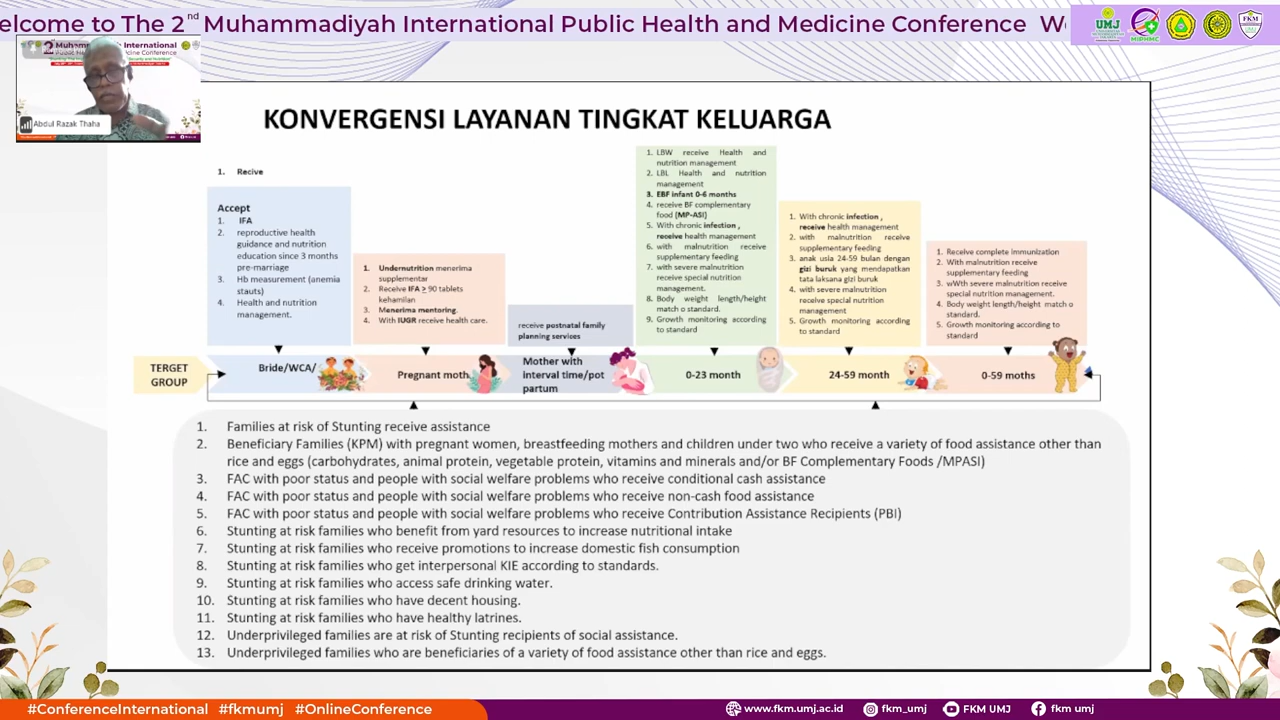 elcome to The 2nd Muhammadiyah International Public Health and Medicine Conference We
UMJ
MIPHMC
FKM
Abdul Razak Thaha
KONVERGENSI LAYANAN TINGKAT KELUARGA
1. Recive
Accept
1. IFA
2. reproductive health
guidance and nutrition
education since 3 months
pre-marriage
3. Hb measurement (anemia
stauts)
4. Health and nutrition
management.
1. Undernutrition menerima
supplementar
2. Receive IFA ≥ 90 tablets
kehamilan
3. Menerima mentoring.
4. With IUGR receive health care.
receive postnatal family
planning services
1. LBW receive Health and
nutrition management
2. LBL Health and nutrition
management
3. EBF infant 0-6 months
4. receive BF complementary
food (MP-ASI)
5. With chronic infection ,
receive health management
6. with malnutrition receive
supplementary feeding
7. with severe malnutrition
receive special nutrition
management.
8. Body weight length/height
match o standard.
9. Growth monitoring according
to standard
1. With chronic infection ,
receive health management
2. with malnutrition receive
supplementary feeding
3. anak usia 24-59 bulan dengan
gizi buruk yang mendapatkan
tata laksana gizi buruk
4. with severe malnutrition
receive special nutrition
management
5. Growth monitoring according
to standard
1. Receive complete immunization
2. With malnutrition receive
supplementary feeding
3. wWth severe malnutrition receive
special nutrition management.
4. Body weight length/height match o
standard.
5. Growth monitoring according to
standard
TERGET
GROUP
Bride/WCA/
Pregnant moth
Mother with
interval time/pot
partum
0-23 month
24-59 month
0-59 moths
1. Families at risk of Stunting receive assistance
2. Beneficiary Families (KPM) with pregnant women, breastfeeding mothers and children under two who receive a variety of food assistance other than
rice and eggs (carbohydrates, animal protein, vegetable protein, vitamins and minerals and/or BF Complementary Foods /MPASI)
3. FAC with poor status and people with social welfare problems who receive conditional cash assistance
4. FAC with poor status and people with social welfare problems who receive non-cash food assistance
5. FAC with poor status and people with social welfare problems who receive Contribution Assistance Recipients (PBI)
6. Stunting at risk families who benefit from yard resources to increase nutritional intake
7. Stunting at risk families who receive promotions to increase domestic fish consumption
8. Stunting at risk families who get interpersonal KIE according to standards.
9. Stunting at risk families who access safe drinking water.
10. Stunting at risk families who have decent housing.
11. Stunting at risk families who have healthy latrines.
12. Underprivileged families are at risk of Stunting recipients of social assistance.
13. Underprivileged families who are beneficiaries of a variety of food assistance other than rice and eggs.
#ConferenceInternational #fkmumj #OnlineConference
www.fkm.umj.ac.id fkm_umj FKM UMJ fkm umj